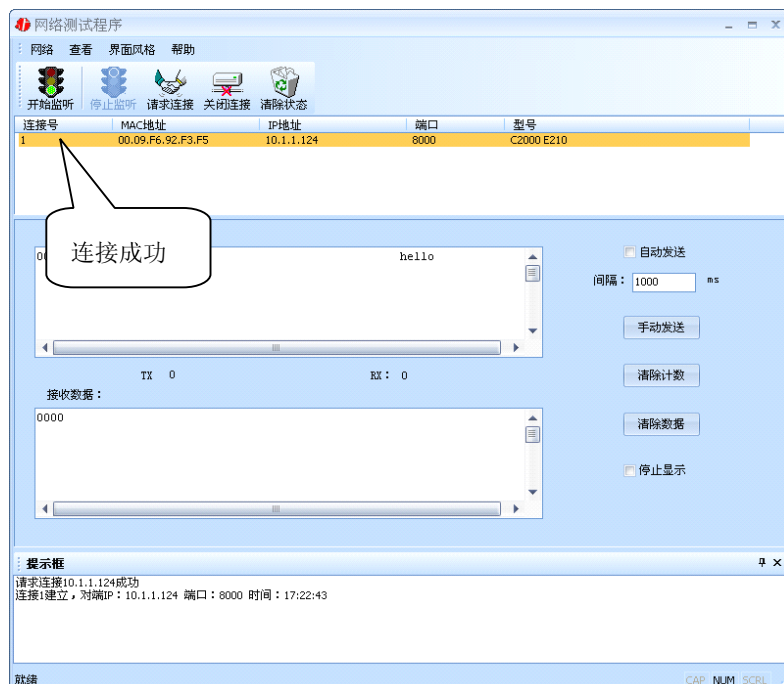 网络测试程序
网络 查看 界面风格 帮助
开始监听 停止监听 请求连接 关闭连接 清除状态
连接号 MAC地址 IP地址 端口 型号
1 00.09.F6.92.F3.F5 10.1.1.124 8000 C2000 E210
连接成功
hello
自动发送
间隔： 1000 ms
手动发送
TX 0 RX： 0
清除计数
接收数据：
0000
清除数据
停止显示
提示框
请求连接10.1.1.124成功
连接1建立，对端IP：10.1.1.124 端口：8000 时间：17:22:43
就绪
CAP NUM SCRL